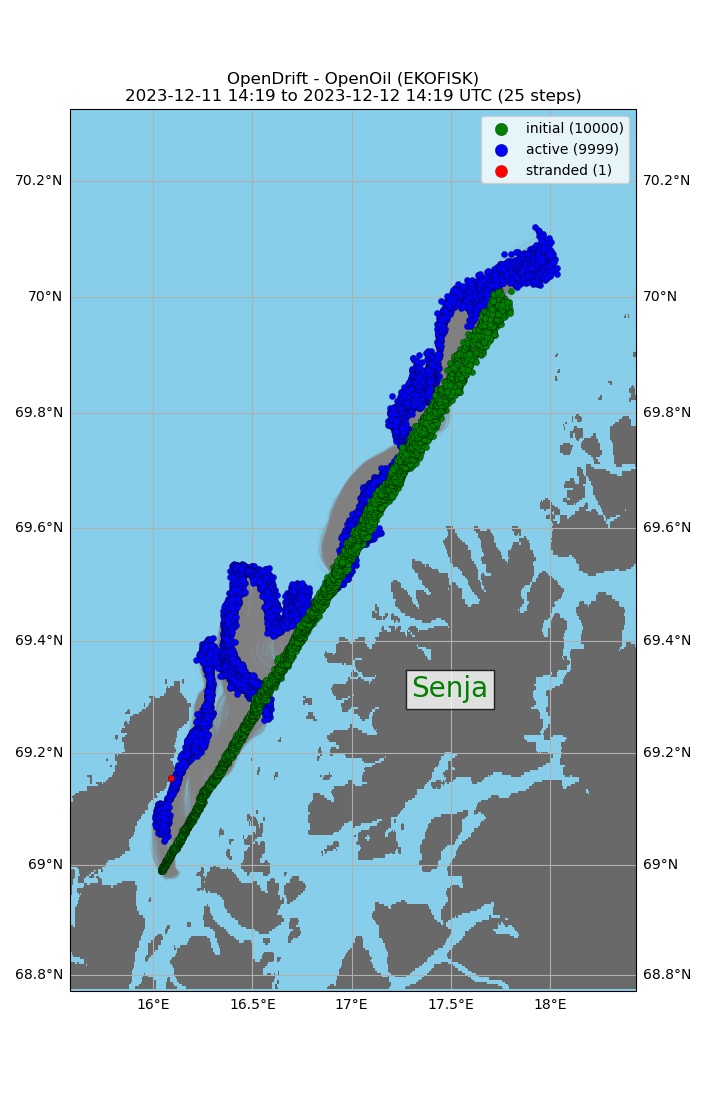 OpenDrift - OpenOil (EKOFISK)
2023-12-11 14:19 to 2023-12-12 14:19 UTC (25 steps)
initial (10000)
active (9999)
stranded (1)
70.2°N 70.2°N
70°N 70°N
69.8°N 69.8°N
69.6°N 69.6°N
69.4°N 69.4°N
Senja
69.2°N 69.2°N
69°N 69°N
68.8°N 68.8°N
16°E 16.5°E 17°E 17.5°E 18°E